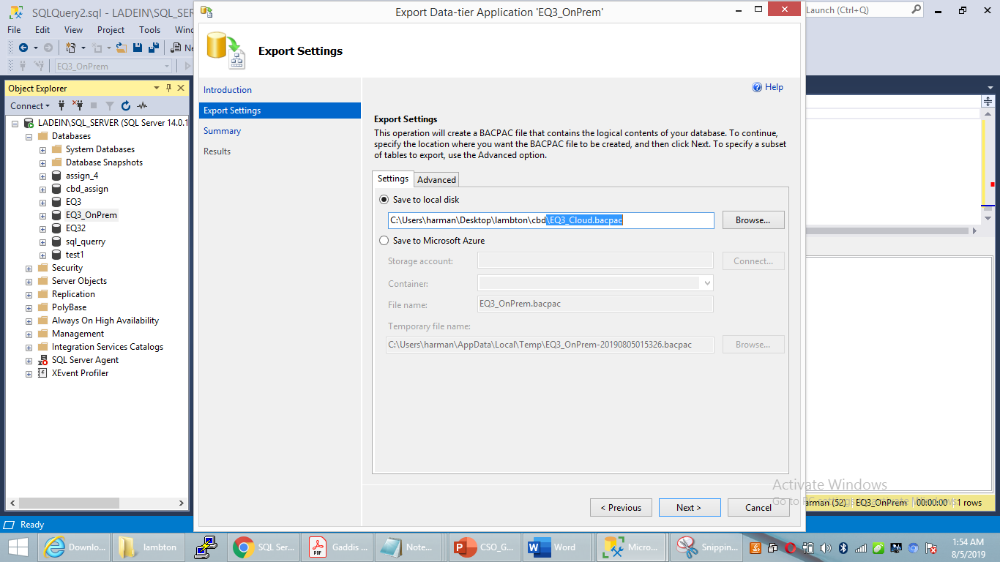 SQLQuery2.sql - LADEIN\SQL_SER
Export Data-tier Application 'EQ3_OnPrem'
Launch (Ctrl+Q)
File Edit View Project Tools
EQ3_OnPrem
Export Settings
Object Explorer
Connect
LADEIN\SQL_SERVER (SQL Server 14.0.1
Databases
System Databases
Database Snapshots
assign_4
cbd_assign
EQ3
EQ3_OnPrem
EQ32
sql_querry
test1
Security
Server Objects
Replication
PolyBase
Always On High Availability
Management
Integration Services Catalogs
SQL Server Agent
XEvent Profiler
Introduction
Export Settings
Summary
Results
Help
Export Settings
This operation will create a BACPAC file that contains the logical contents of your database. To continue,
specify the location where you want the BACPAC file to be created, and then click Next. To specify a subset
of tables to export, use the Advanced option.
Settings Advanced
Save to local disk
C:\Users\harman\Desktop\lambton\cbd\EQ3_Cloud.bacpac Browse...
Save to Microsoft Azure
Storage account: Connect...
Container:
File name: EQ3_OnPrem.bacpac
Temporary file name:
C:\Users\harman\AppData\Local\Temp\EQ3_OnPrem-20190805015326.bacpac Browse...
< Previous Next > Cancel
Activate Windows
Go to PC settings to activate Windows.
arman (52) EQ3_OnPrem 00:00:00 1 rows
Ready
Downlo... lambton SQL Ser... Gaddis ... Note... CSO_G... Word Micro... Snippin...
1:54 AM
8/5/2019